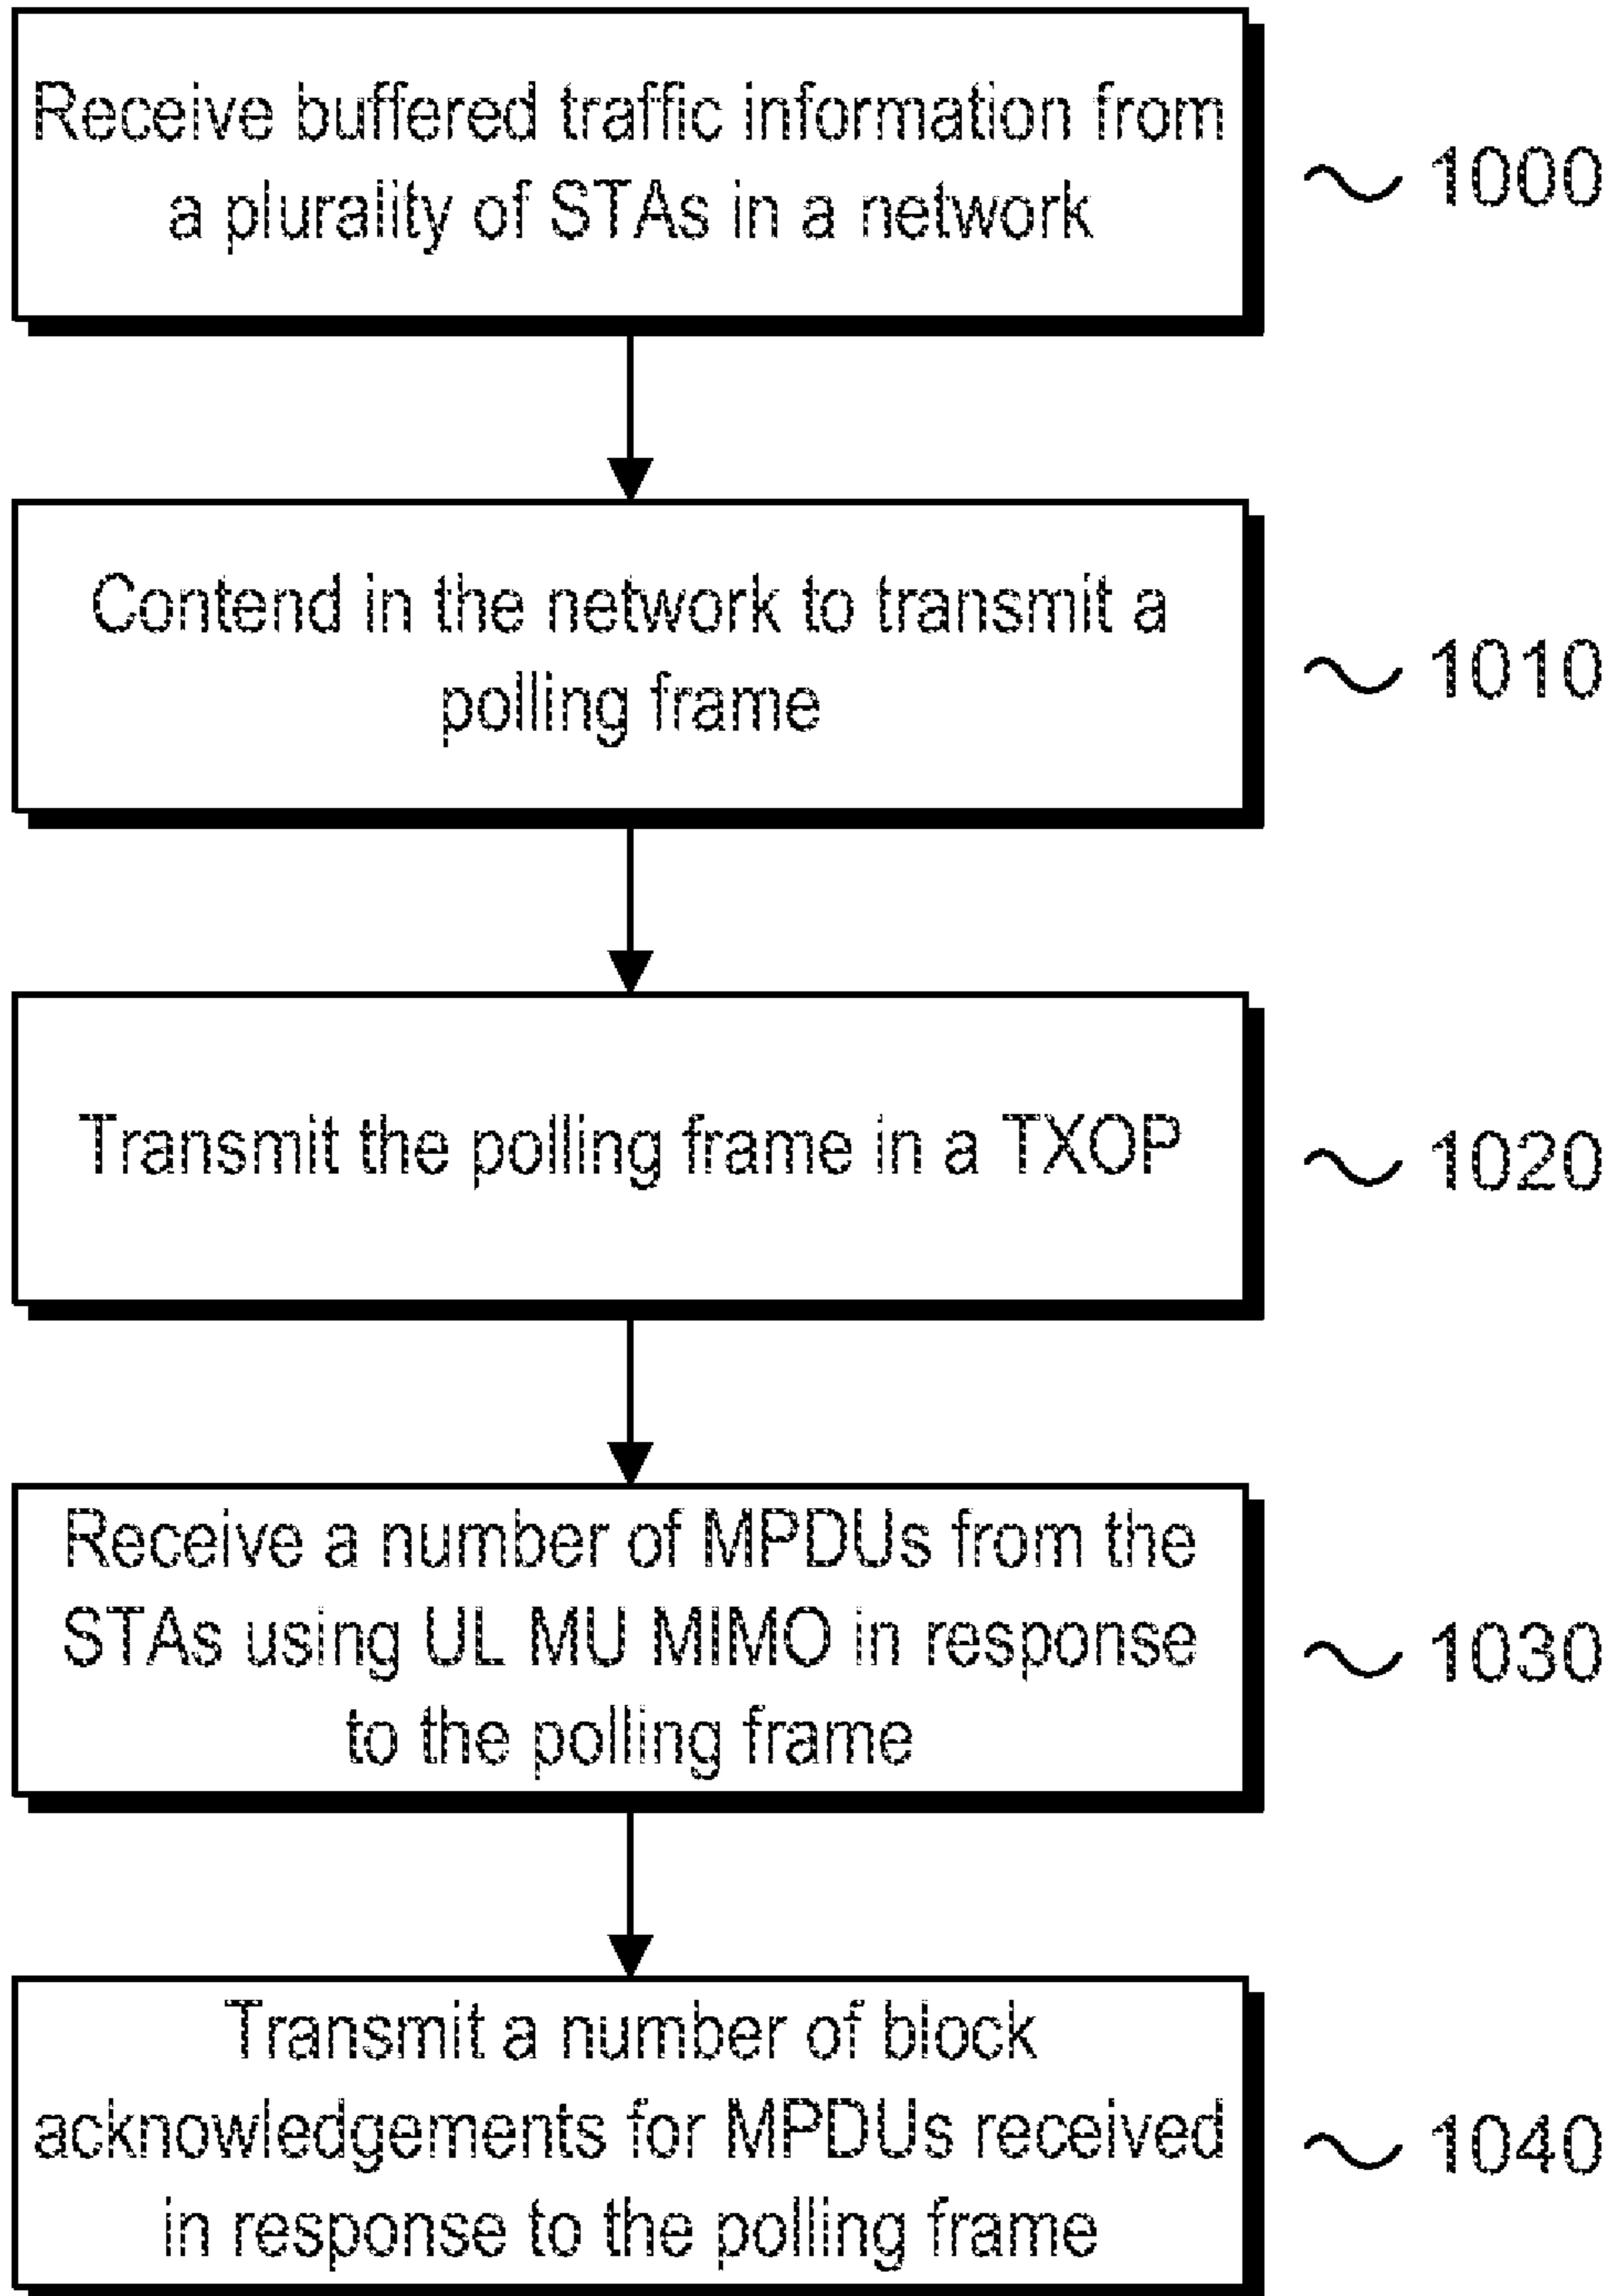 Receive buffered traffic information from
a plurality of STAs in a network
1000
Contend in the network to transmit a
polling frame
1010
Transmit the polling frame in a TXOP
1020
Receive a number of MPDUs from the
STAs using UL MU MIMO in response
to the polling frame
1030
Transmit a number of block
acknowledgements for MPDUs received
in response to the polling frame
1040